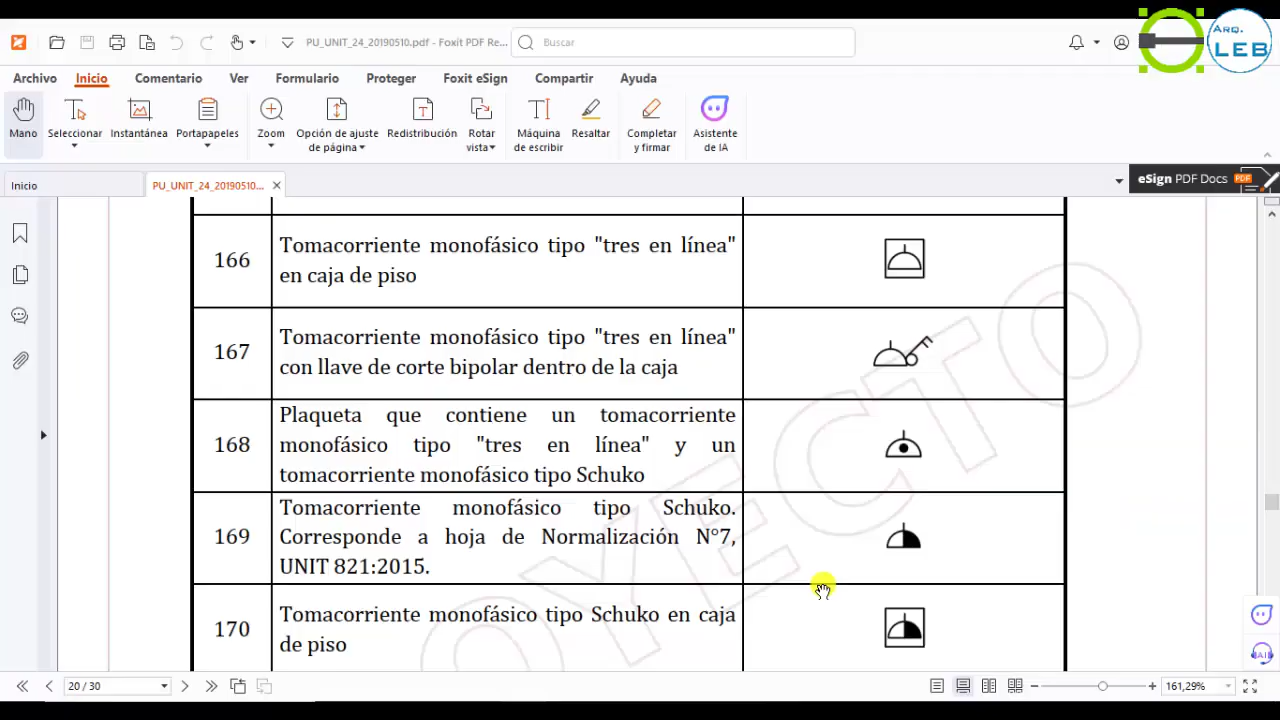 PU_UNIT_24_20190510.pdf - Foxit PDF Re...
Buscar
ARQ.
LEB
Archivo Inicio Comentario Ver Formulario Proteger Foxit eSign Compartir Ayuda
Mano
Seleccionar
Instantánea
Portapapeles
Zoom
Opción de ajuste
de página
Redistribución
Rotar
vista
Máquina
de escribir
Resaltar
Completar
y firmar
Asistente
de IA
Inicio
PU_UNIT_24_20190510...
eSign PDF Docs
PDF
166
Tomacorriente monofásico tipo "tres en línea"
en caja de piso
167
Tomacorriente monofásico tipo "tres en línea"
con llave de corte bipolar dentro de la caja
168
Plaqueta que contiene un tomacorriente
monofásico tipo "tres en línea" y un
tomacorriente monofásico tipo Schuko
169
Tomacorriente monofásico tipo Schuko.
Corresponde a hoja de Normalización N°7,
UNIT 821:2015.
170
Tomacorriente monofásico tipo Schuko en caja
de piso
OYECTO
AI
20 / 30
161,29%